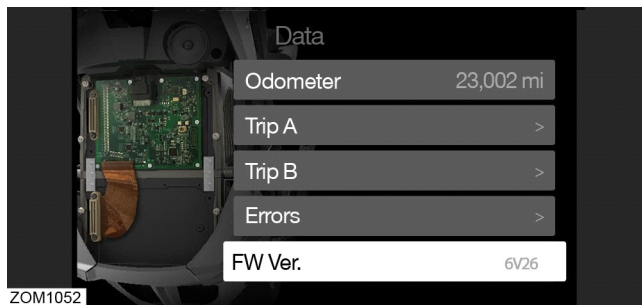 Data
Odometer 23,002 mi
Trip A >
Trip B >
Errors >
FW Ver. 6V26
ZOM1052